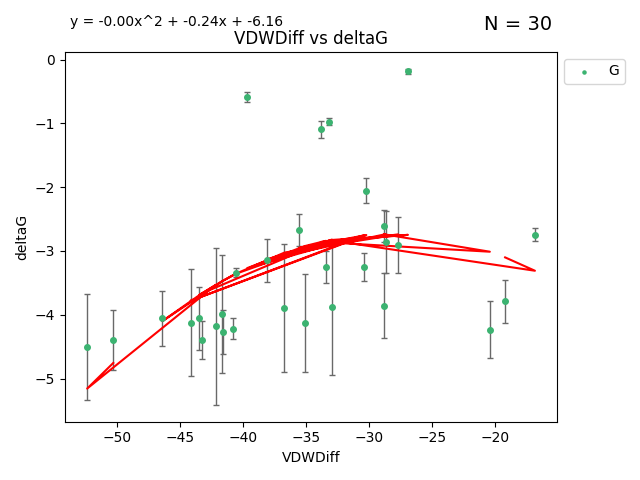 y = -0.00x^2 + -0.24x + -6.16
N = 30
VDWDiff vs deltaG
G
0
−1
−2
−3
−4
−5
deltaG
−50
−45
−40
−35
−30
−25
−20
VDWDiff